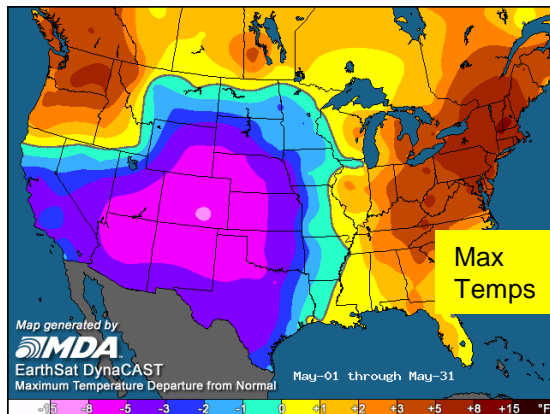 Max
Temps
Map generated by
MDA
EarthSat DynaCAST
Maximum Temperature Departure from Normal
May-01 through May-31
-15 -8 -5 -3 -2 -1 0 +1 +2 +3 +5 +8 +15 °F